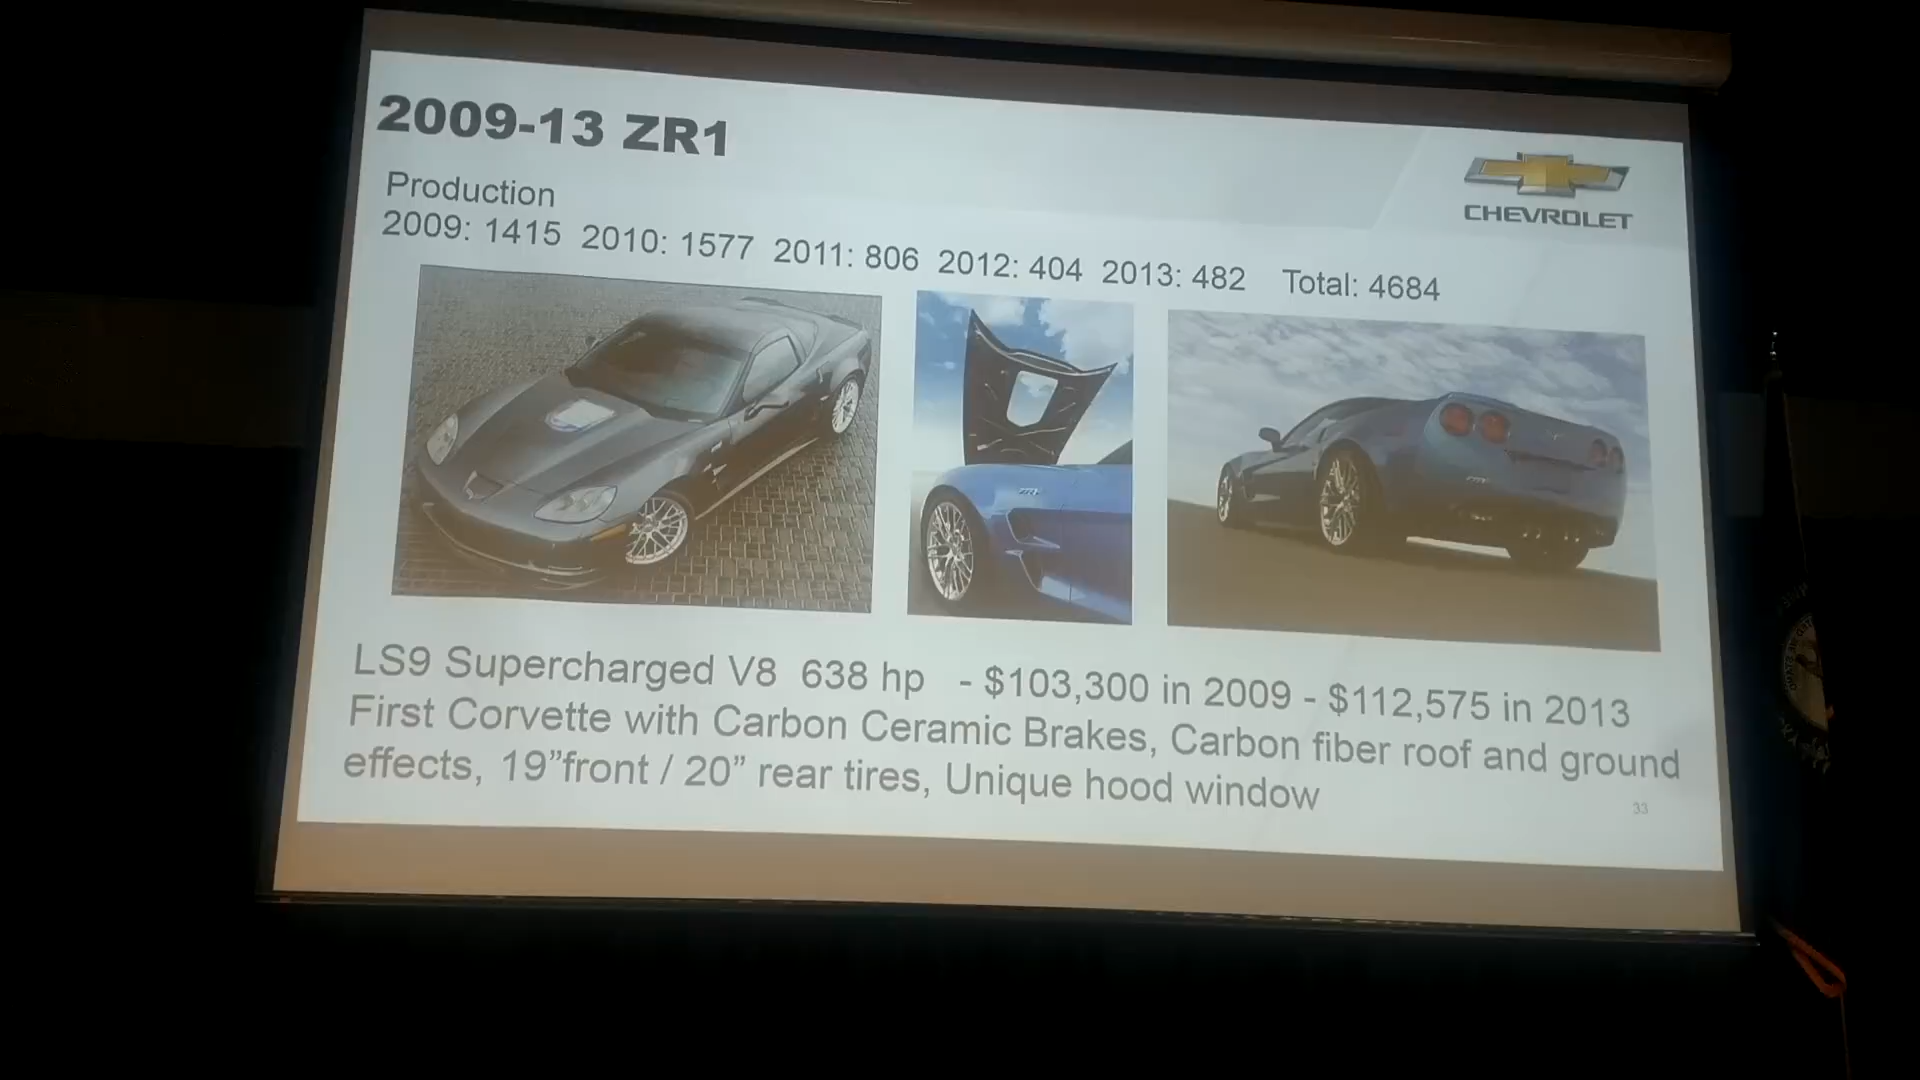 2009-13 ZR1
CHEVROLET
Production
2009: 1415 2010: 1577 2011: 806 2012: 404 2013: 482 Total: 4684
LS9 Supercharged V8 638 hp - $103,300 in 2009 - $112,575 in 2013
First Corvette with Carbon Ceramic Brakes, Carbon fiber roof and ground
effects, 19”front / 20” rear tires, Unique hood window
33